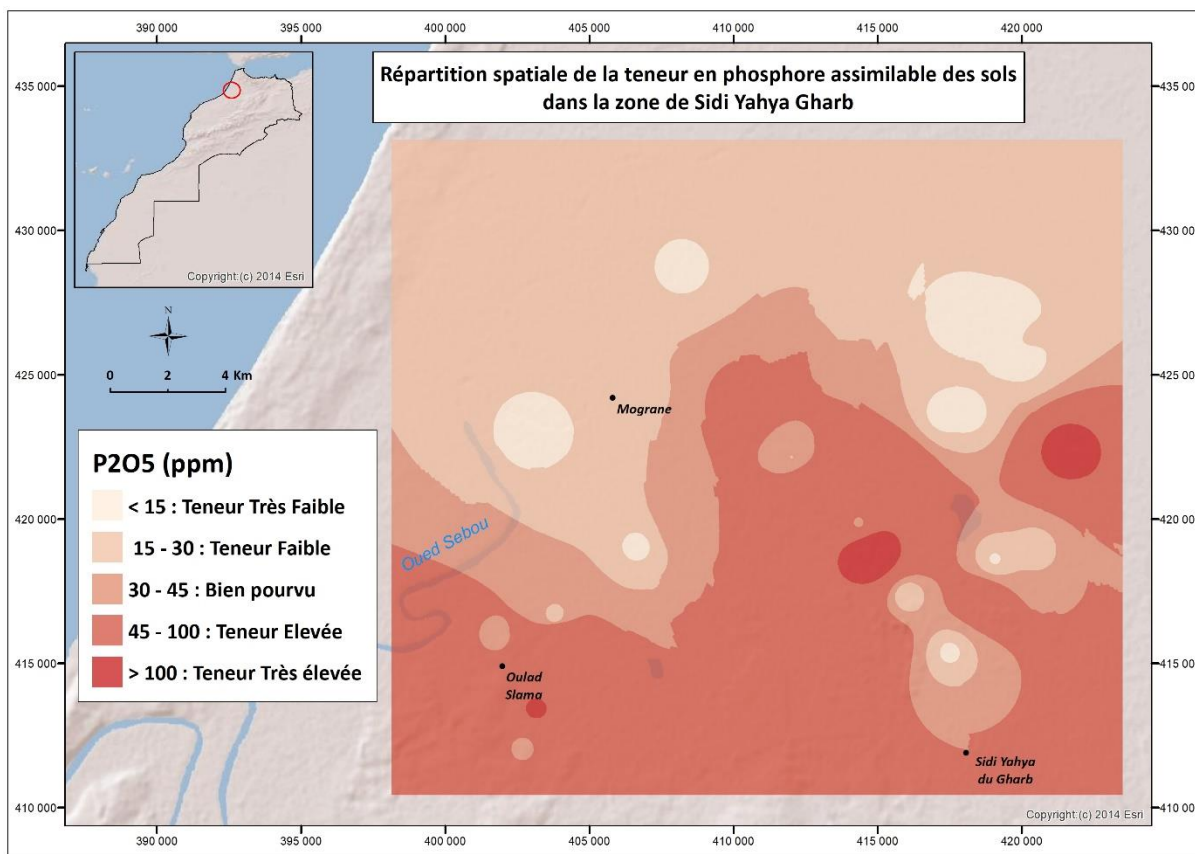 390 000 395 000 400 000 405 000 410 000 415 000 420 000
Répartition spatiale de la teneur en phosphore assimilable des sols
dans la zone de Sidi Yahya Gharb
435 000 435 000
Copyright:(c) 2014 Esri
430 000 430 000
N
0 2 4 Km
425 000 425 000
Mograne
P2O5 (ppm)
< 15 : Teneur Très Faible
15 - 30 : Teneur Faible
30 - 45 : Bien pourvu
45 - 100 : Teneur Elevée
> 100 : Teneur Très élevée
420 000 420 000
Oued Sebou
415 000 415 000
Oulad
Slama
Sidi Yahya
du Gharb
410 000 410 000
Copyright:(c) 2014 Esri
390 000 395 000 400 000 405 000 410 000 415 000 420 000